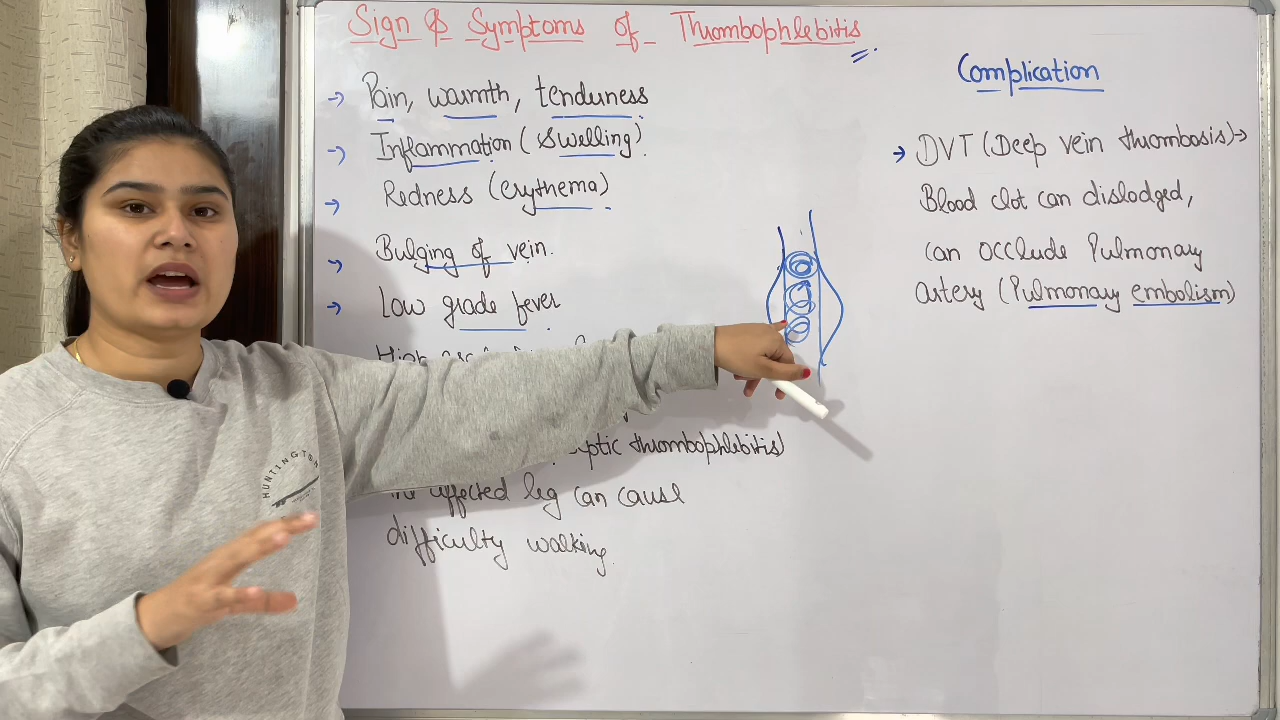 Sign & Symptoms of Thrombophlebitis
→ Pain, warmth, tenderness
→ Inflammation (Swelling).
→ Redness (erythema)
→ Bulging of vein.
→ Low grade fever
High
thrombophlebitis)
affected leg can cause
difficulty walking.
Complication
→ DVT (Deep vein thrombosis)→
Blood clot can dislodged,
can occlude Pulmonary
artery (Pulmonary embolism)
HUNTINGTON